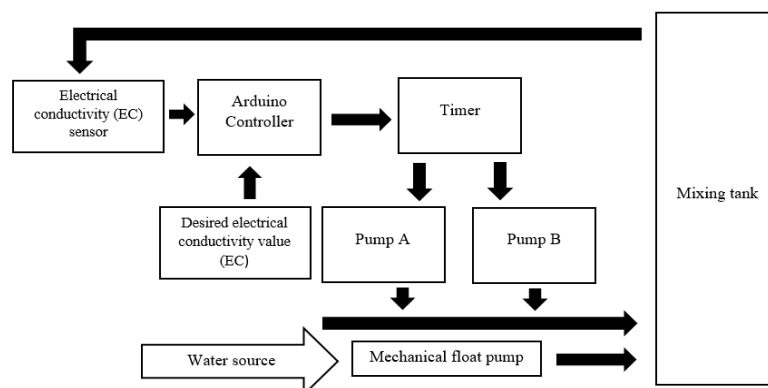 Electrical
conductivity (EC)
sensor
Arduino
Controller
Timer
Mixing tank
Desired electrical
conductivity value
(EC)
Pump A
Pump B
Water source
Mechanical float pump